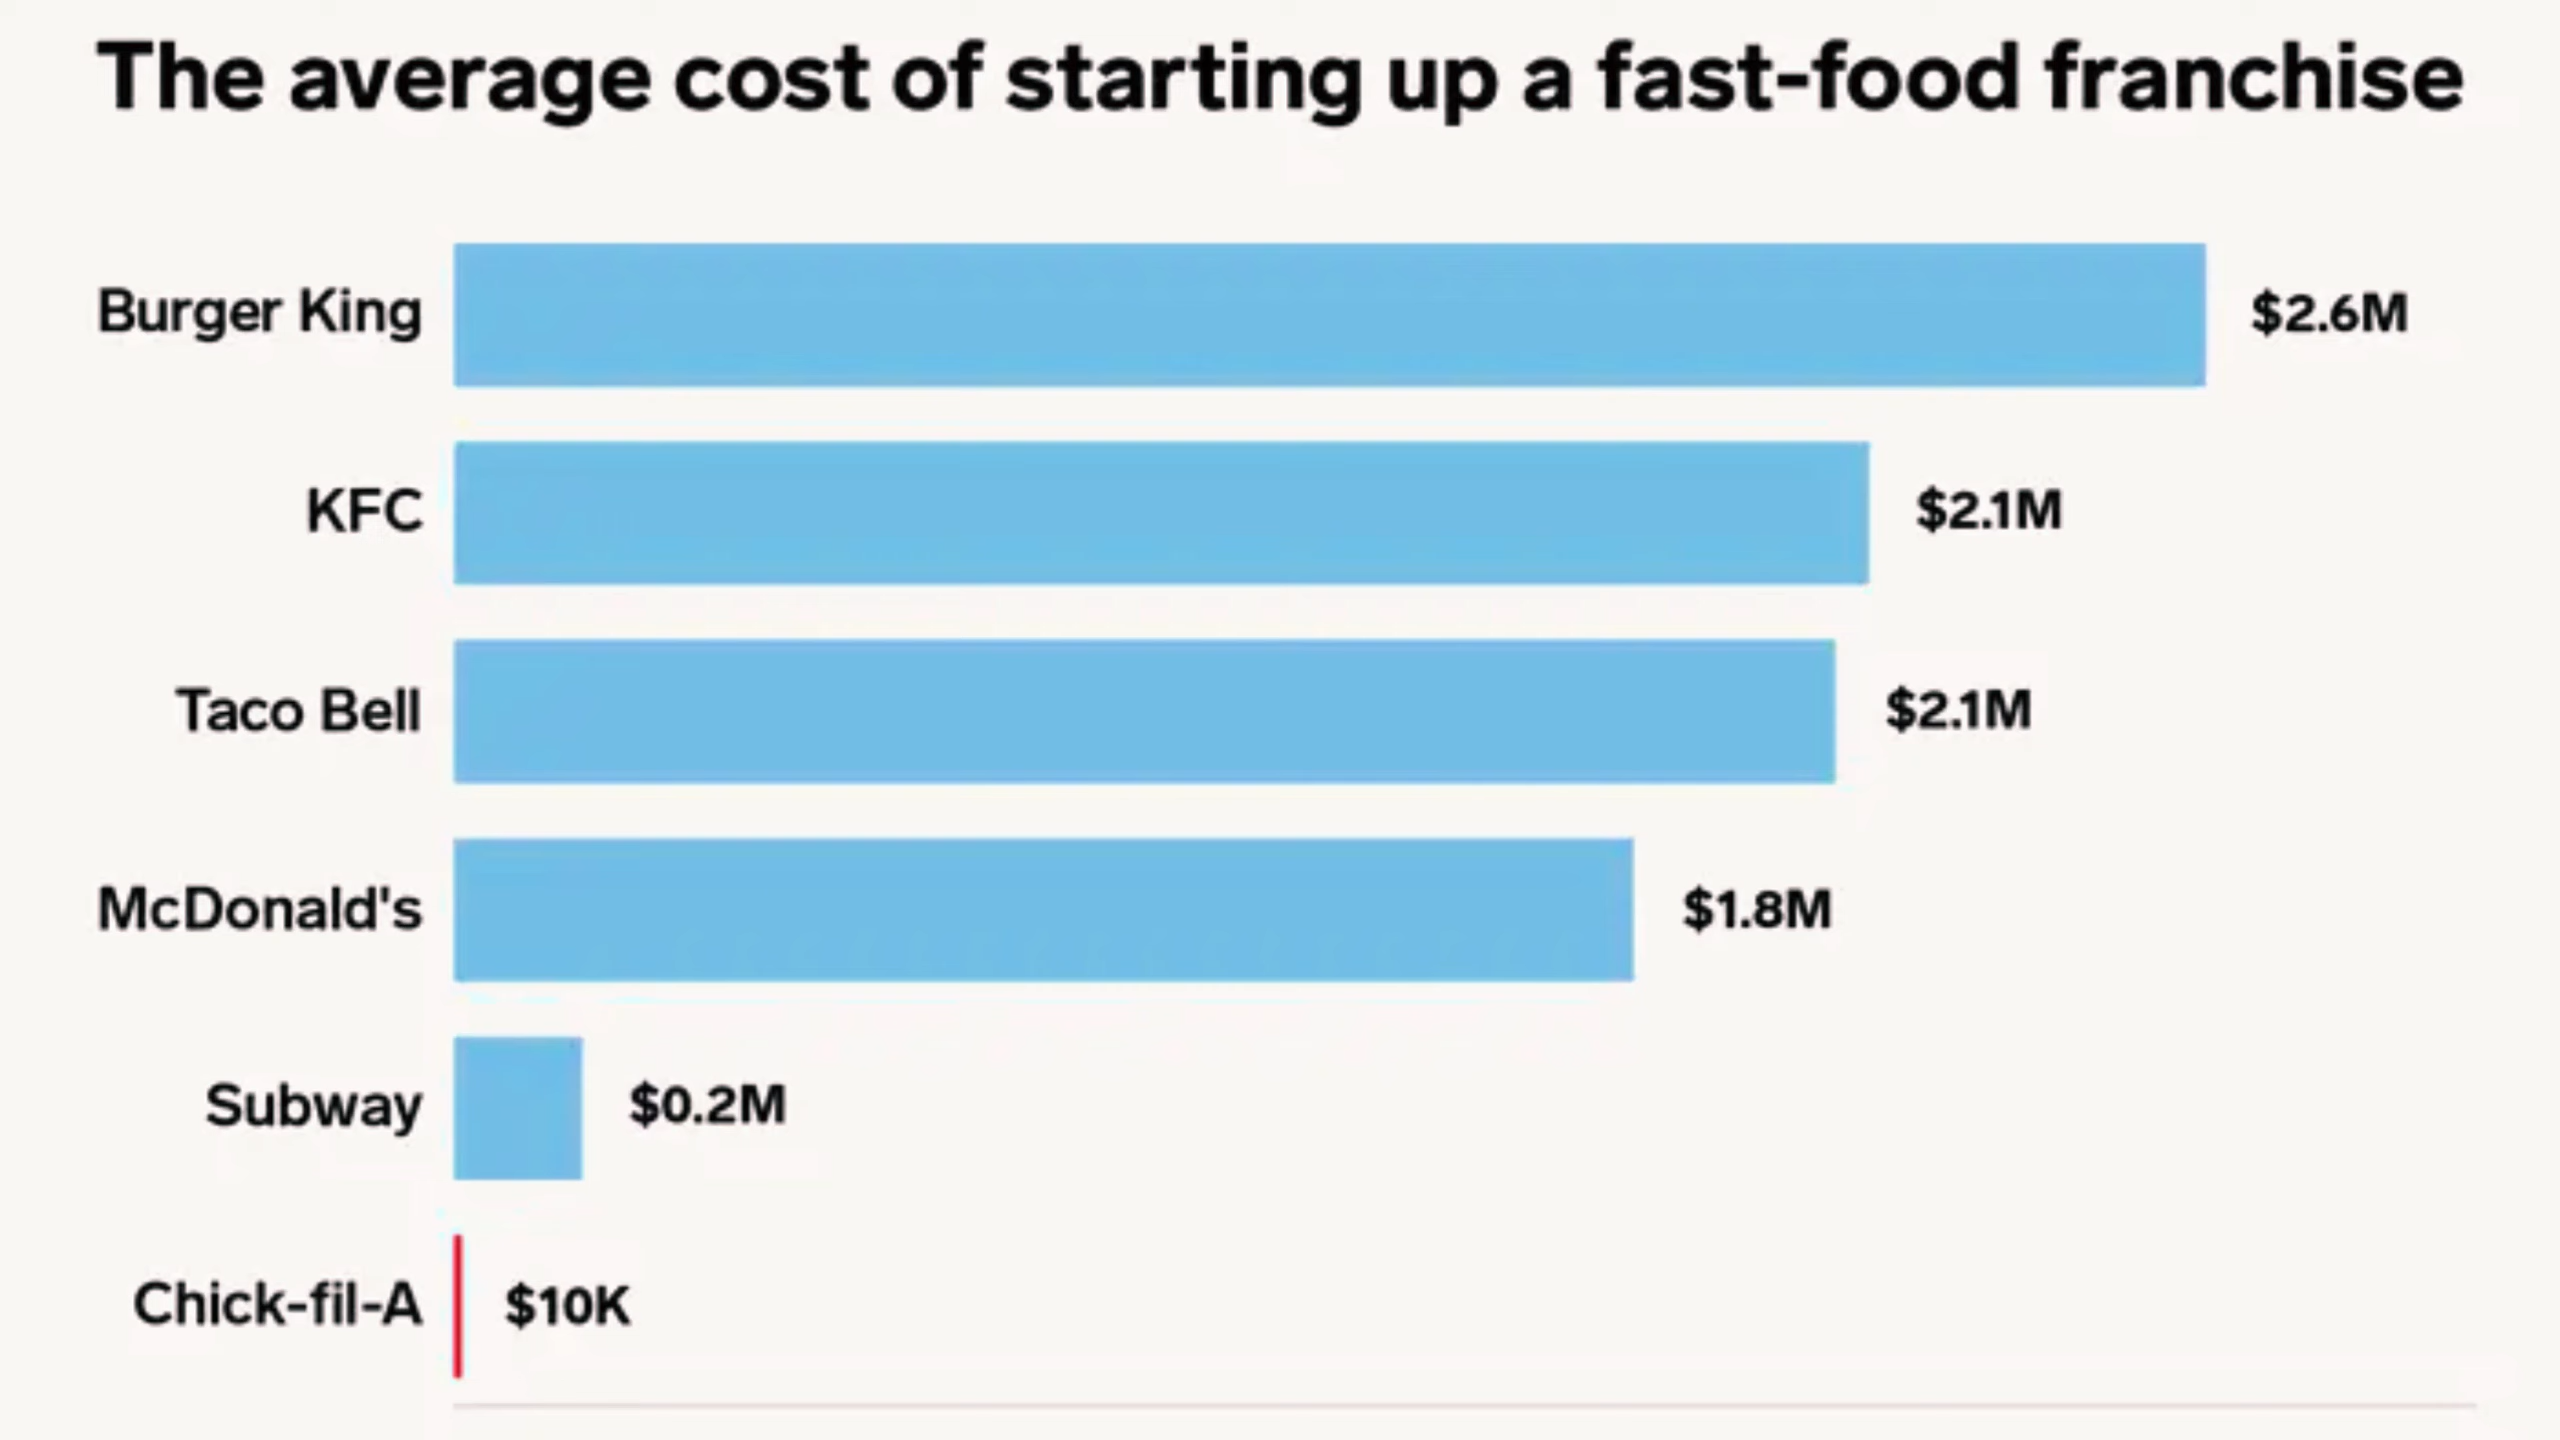 The average cost of starting up a fast-food franchise
Burger King $2.6M
KFC $2.1M
Taco Bell $2.1M
McDonald's $1.8M
Subway $0.2M
Chick-fil-A $10K